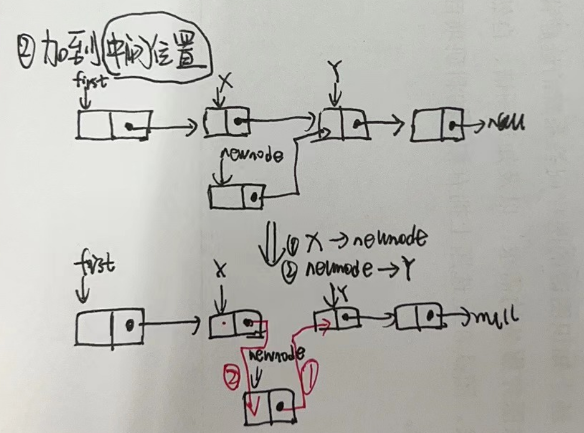 ② 加到中间位置
first
X
Y
null
newnode
① X → newnode
② newnode → Y
first
X
Y
null
newnode
②
①